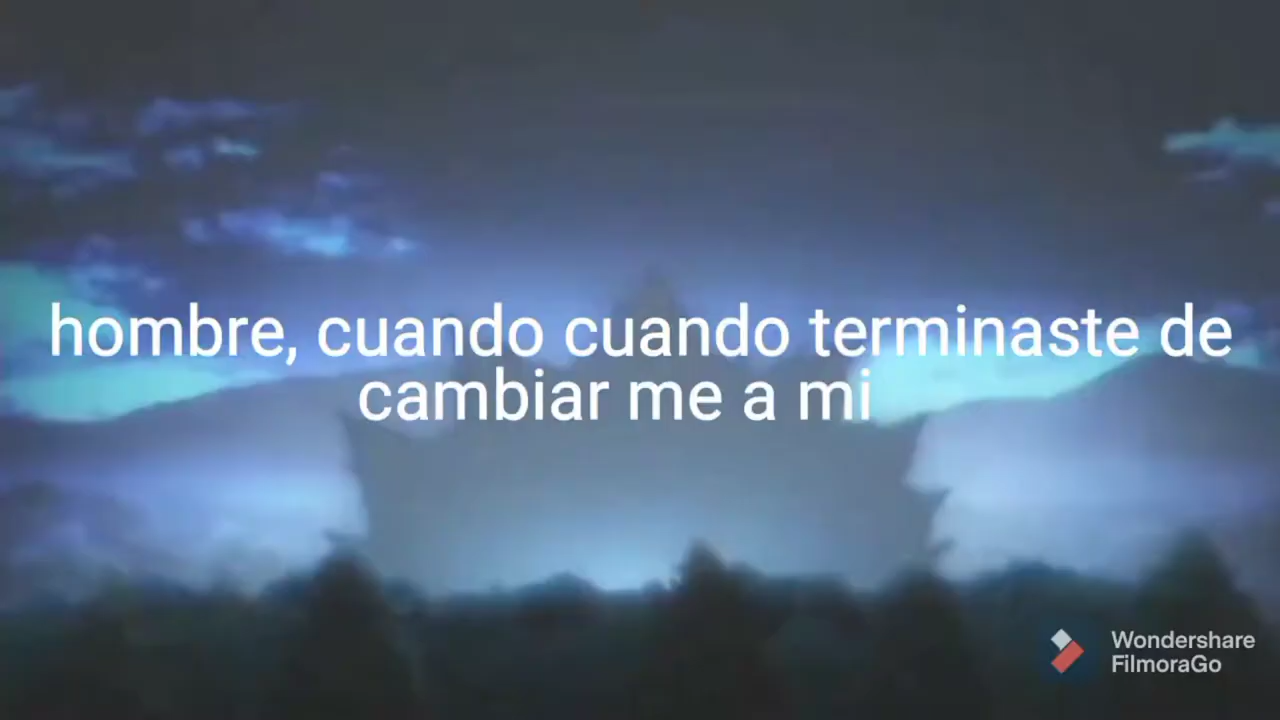 hombre, cuando cuando terminaste de
cambiar me a mi
Wondershare
FilmoraGo